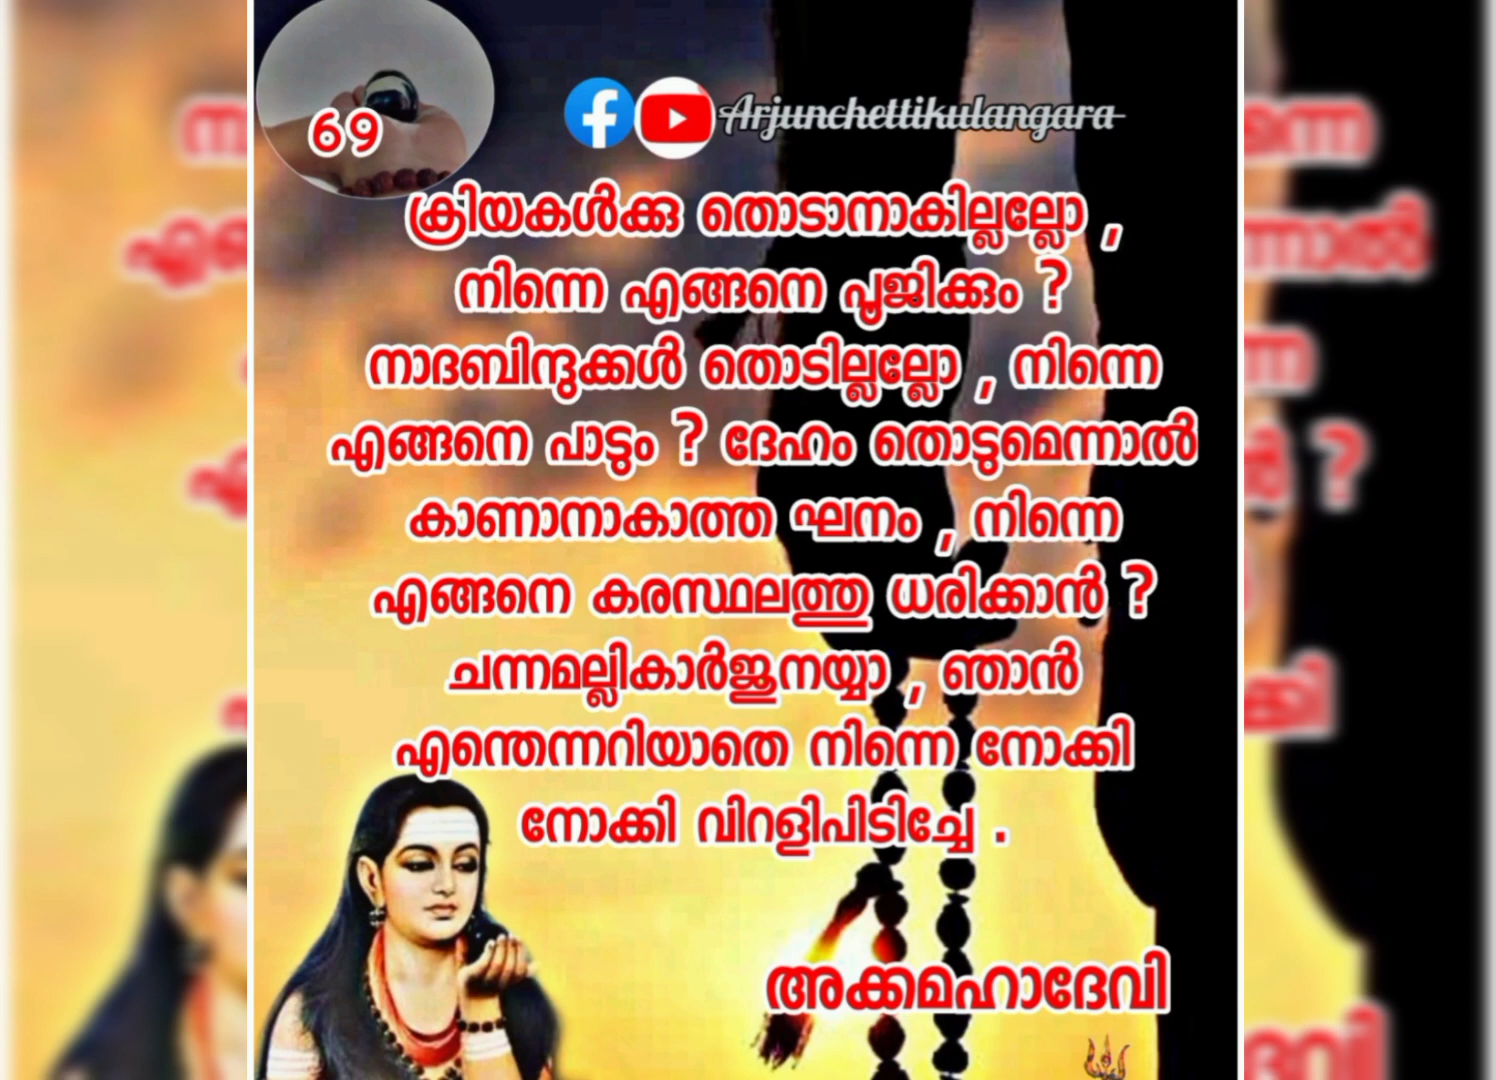 69
Arjunchettikulangara
ക്രിയകൾക്കു തൊടാനാകില്ലല്ലോ ,
നിന്നെ എങ്ങനെ പൂജിക്കും ?
നാദബിന്ദുക്കൾ തൊടില്ലല്ലോ , നിന്നെ
എങ്ങനെ പാടും ? ദേഹം തൊടുമെന്നാൽ
കാണാനാകാത്ത ഘനം , നിന്നെ
എങ്ങനെ കരസ്ഥലത്തു ധരിക്കാൻ ?
ചന്നമല്ലികാർജുനയ്യാ , ഞാൻ
എന്തെന്നറിയാതെ നിന്നെ നോക്കി
നോക്കി വിറളിപിടിച്ചേ .
അക്കമഹാദേവി